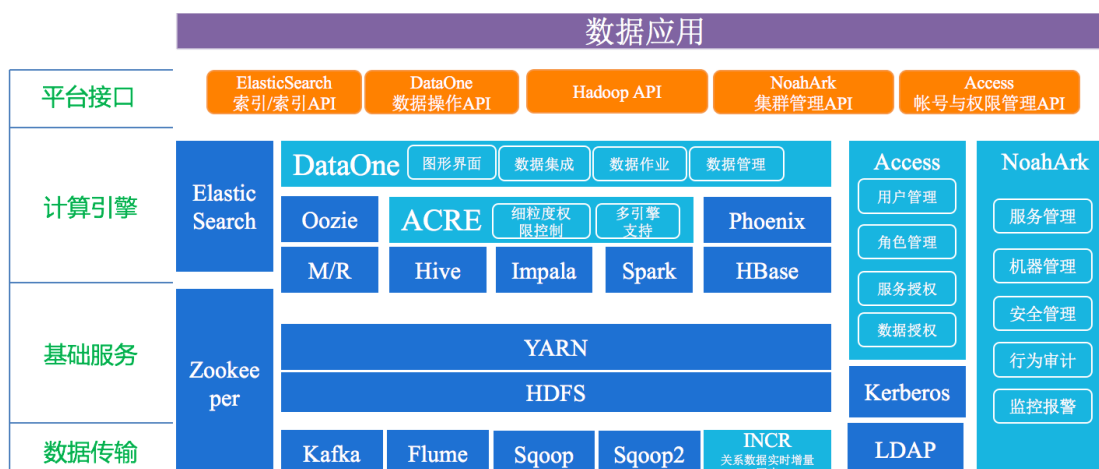 数据应用
平台接口
ElasticSearch
索引/索引API
DataOne
数据操作API
Hadoop API
NoahArk
集群管理API
Access
帐号与权限管理API
计算引擎
Elastic
Search
DataOne
图形界面
数据集成
数据作业
数据管理
Oozie
ACRE
细粒度权
限控制
多引擎
支持
Phoenix
M/R
Hive
Impala
Spark
HBase
Access
用户管理
角色管理
服务授权
数据授权
NoahArk
服务管理
机器管理
安全管理
行为审计
监控报警
基础服务
Zookee
per
YARN
HDFS
Kerberos
数据传输
Kafka
Flume
Sqoop
Sqoop2
INCR
关系数据实时增量
LDAP